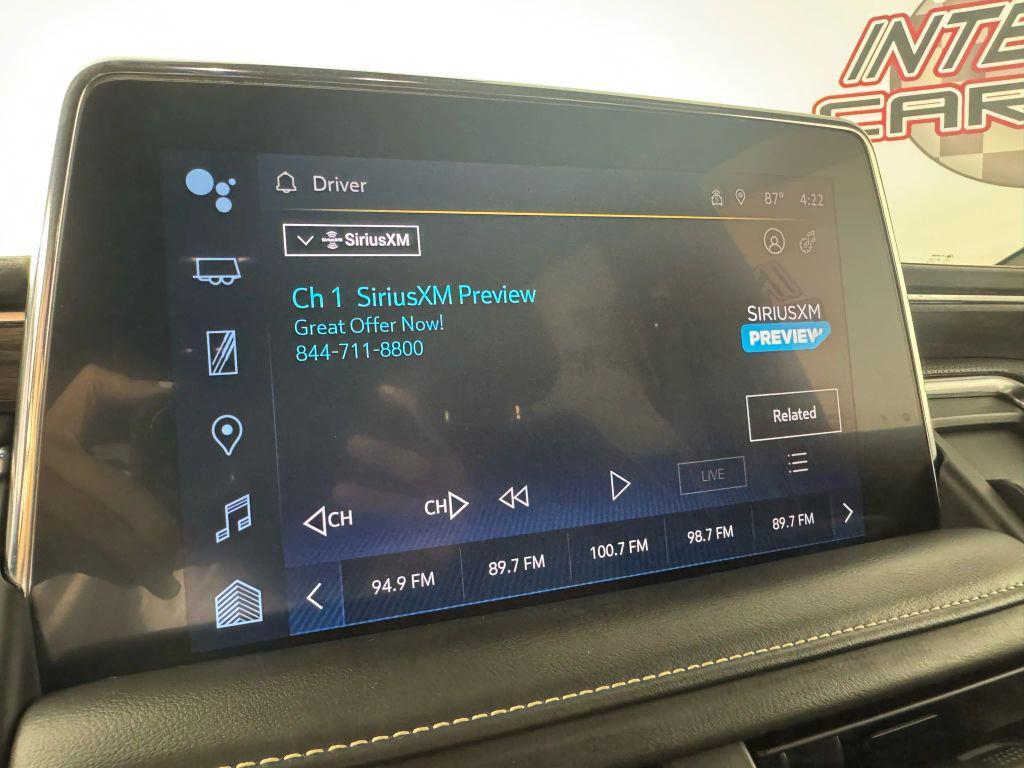 INTE
CAR
Driver
87° 4:22
SiriusXM
Ch 1 SiriusXM Preview
Great Offer Now!
844-711-8800
SIRIUSXM
PREVIEW
Related
CH
CH
LIVE
94.9 FM
89.7 FM
100.7 FM
98.7 FM
89.7 FM